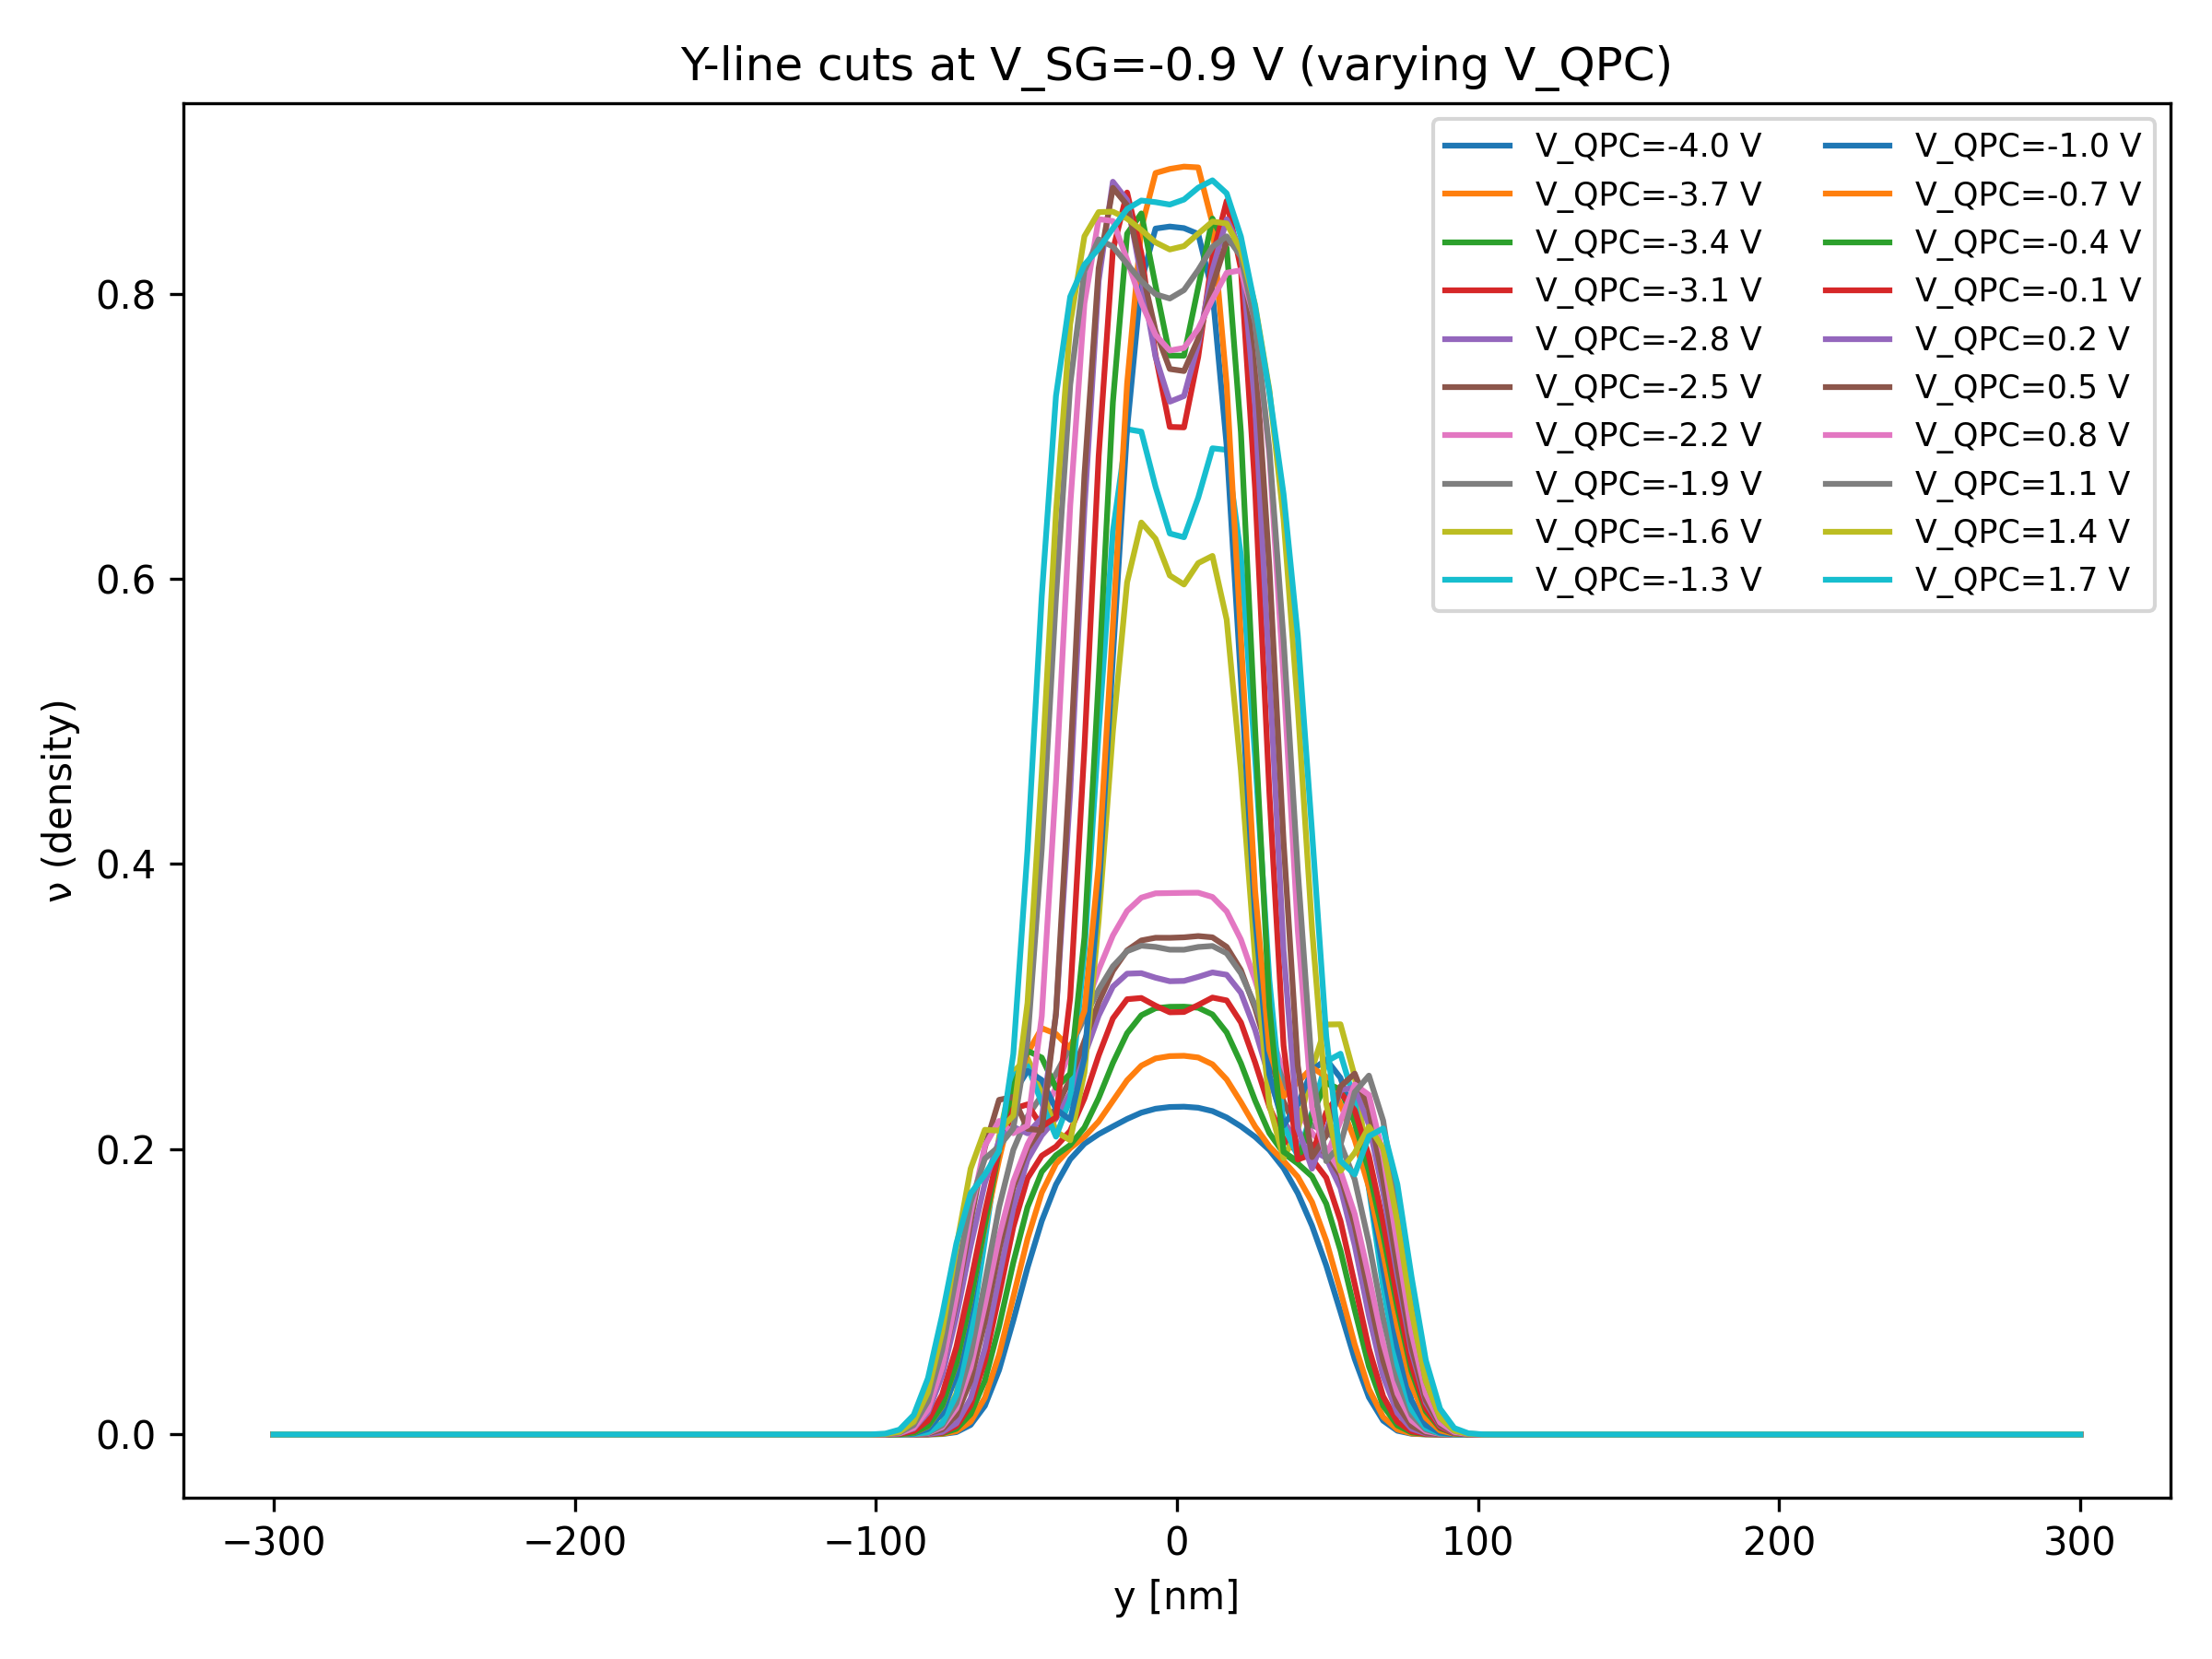 Y-line cuts at V_SG=-0.9 V (varying V_QPC)
V_QPC=-4.0 V
V_QPC=-3.7 V
V_QPC=-3.4 V
V_QPC=-3.1 V
V_QPC=-2.8 V
V_QPC=-2.5 V
V_QPC=-2.2 V
V_QPC=-1.9 V
V_QPC=-1.6 V
V_QPC=-1.3 V
V_QPC=-1.0 V
V_QPC=-0.7 V
V_QPC=-0.4 V
V_QPC=-0.1 V
V_QPC=0.2 V
V_QPC=0.5 V
V_QPC=0.8 V
V_QPC=1.1 V
V_QPC=1.4 V
V_QPC=1.7 V
ν (density)
0.8
0.6
0.4
0.2
0.0
−300
−200
−100
0
100
200
300
y [nm]